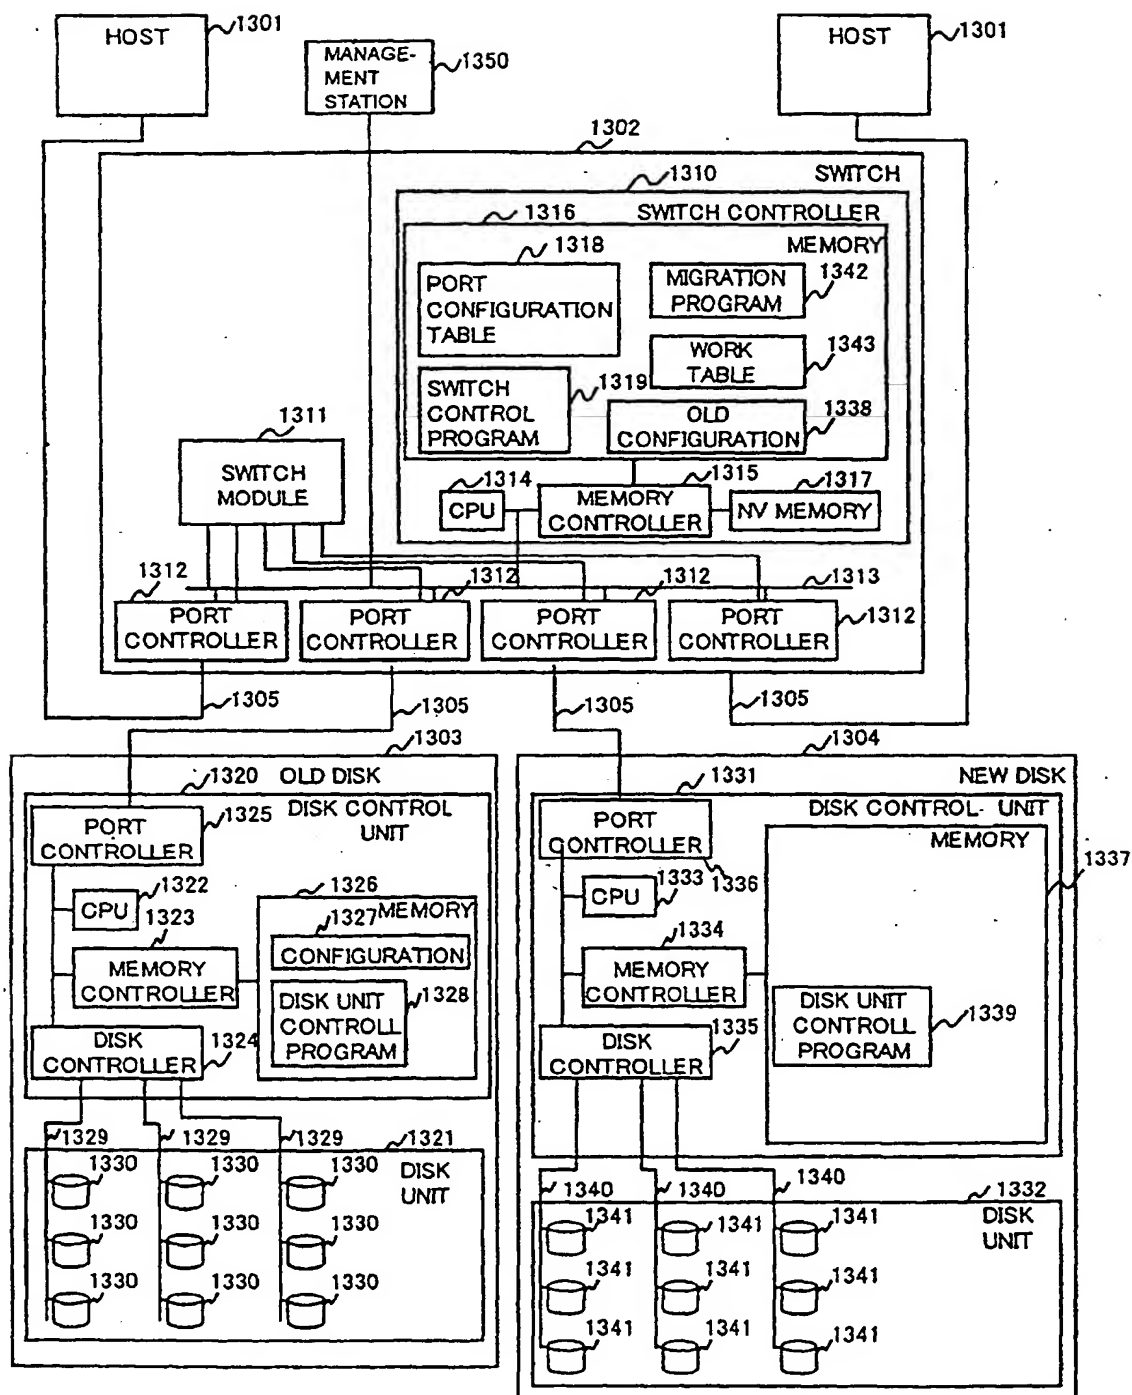 HOST
1301
MANAGE-
MENT
STATION
1350
HOST
1301
1302
SWITCH
1310
SWITCH CONTROLLER
1316
MEMORY
1318
PORT
CONFIGURATION
TABLE
MIGRATION
PROGRAM
1342
WORK
TABLE
1343
SWITCH
CONTROL
PROGRAM
1319
OLD
CONFIGURATION
1338
1311
SWITCH
MODULE
1314
CPU
1315
MEMORY
CONTROLLER
1317
NV MEMORY
1312
1312
1312
1313
PORT
CONTROLLER
PORT
CONTROLLER
PORT
CONTROLLER
PORT
CONTROLLER
1312
1305
1305
1305
1305
1303
OLD DISK
1320
DISK CONTROL
UNIT
PORT
CONTROLLER
1325
CPU
1322
1323
MEMORY
CONTROLLER
1326
MEMORY
1327
CONFIGURATION
DISK UNIT
CONTROLL
PROGRAM
1328
DISK
CONTROLLER
1324
1329
1329
1329
1321
DISK
UNIT
1330
1330
1330
1330
1330
1330
1330
1330
1330
1304
NEW DISK
1331
DISK CONTROL- UNIT
PORT
CONTROLLER
MEMORY
1337
1336
CPU
1333
1334
MEMORY
CONTROLLER
DISK UNIT
CONTROLL
PROGRAM
1339
DISK
CONTROLLER
1335
1340
1340
1340
1332
DISK
UNIT
1341
1341
1341
1341
1341
1341
1341
1341
1341